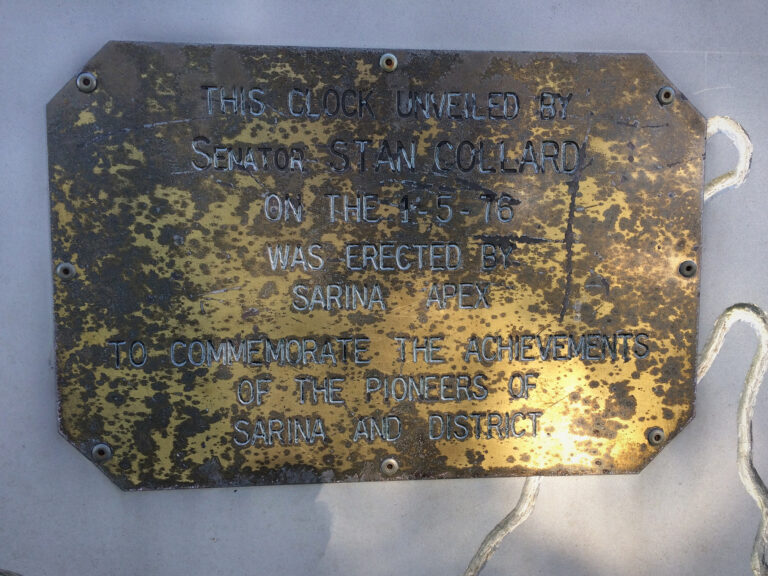 THIS CLOCK UNVEILED BY
SENATOR STAN COLLARD
ON THE 1-5-76
WAS ERECTED BY
SARINA APEX
TO COMMEMORATE THE ACHIEVEMENTS
OF THE PIONEERS OF
SARINA AND DISTRICT